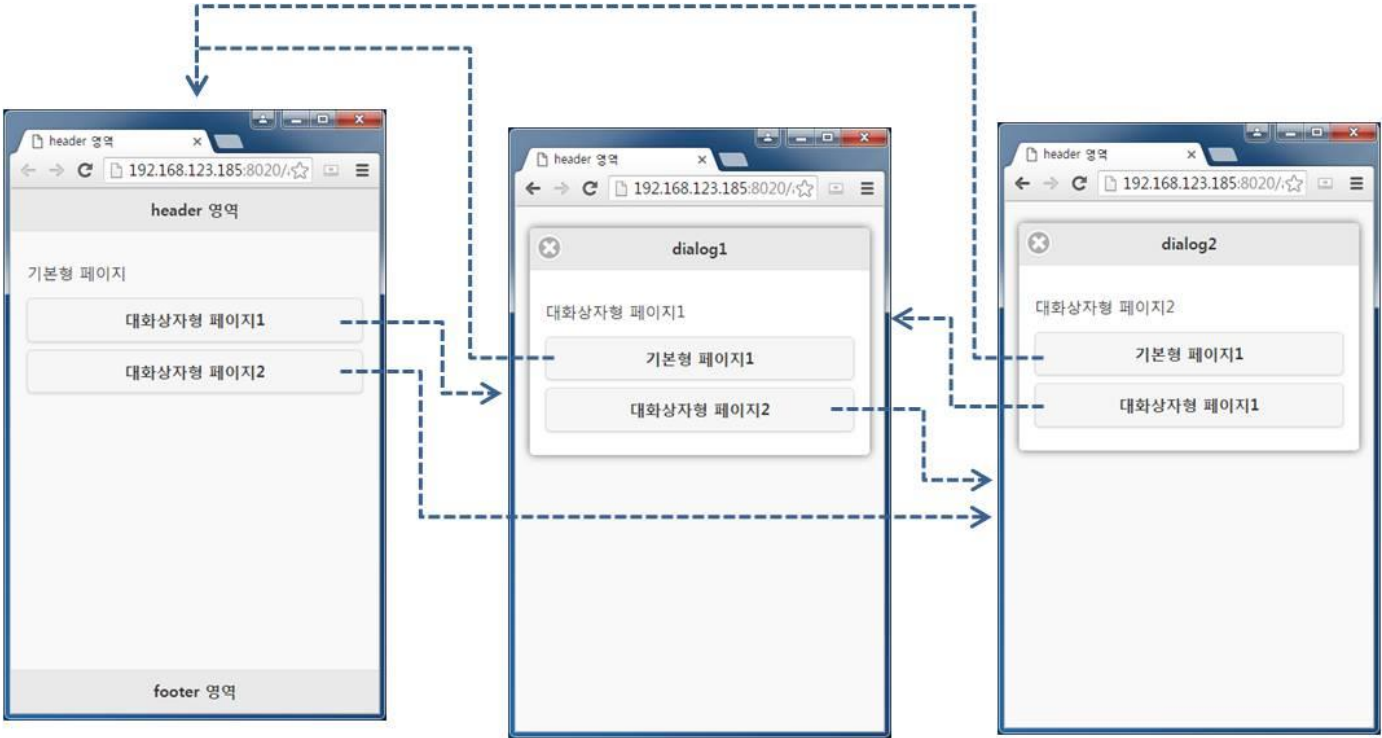 header 영역
192.168.123.185:8020/
header 영역
기본형 페이지
대화상자형 페이지1
대화상자형 페이지2
footer 영역
header 영역
192.168.123.185:8020/
dialog1
대화상자형 페이지1
기본형 페이지1
대화상자형 페이지2
header 영역
192.168.123.185:8020/
dialog2
대화상자형 페이지2
기본형 페이지1
대화상자형 페이지1